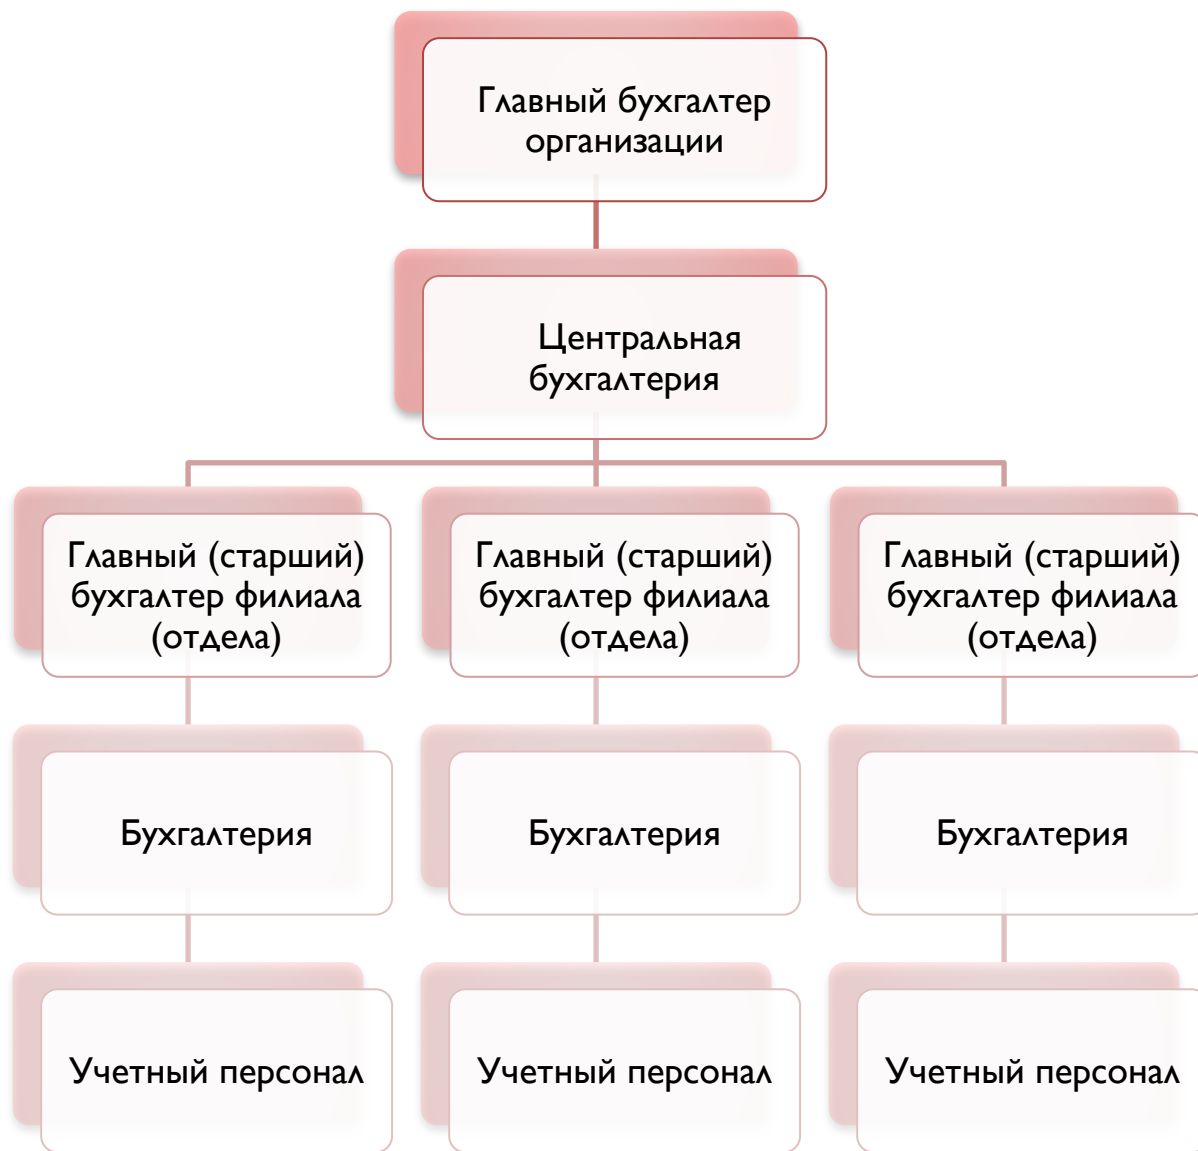 Главный бухгалтер
организации
Центральная
бухгалтерия
Главный (старший)
бухгалтер филиала
(отдела)
Главный (старший)
бухгалтер филиала
(отдела)
Главный (старший)
бухгалтер филиала
(отдела)
Бухгалтерия
Бухгалтерия
Бухгалтерия
Учетный персонал
Учетный персонал
Учетный персонал